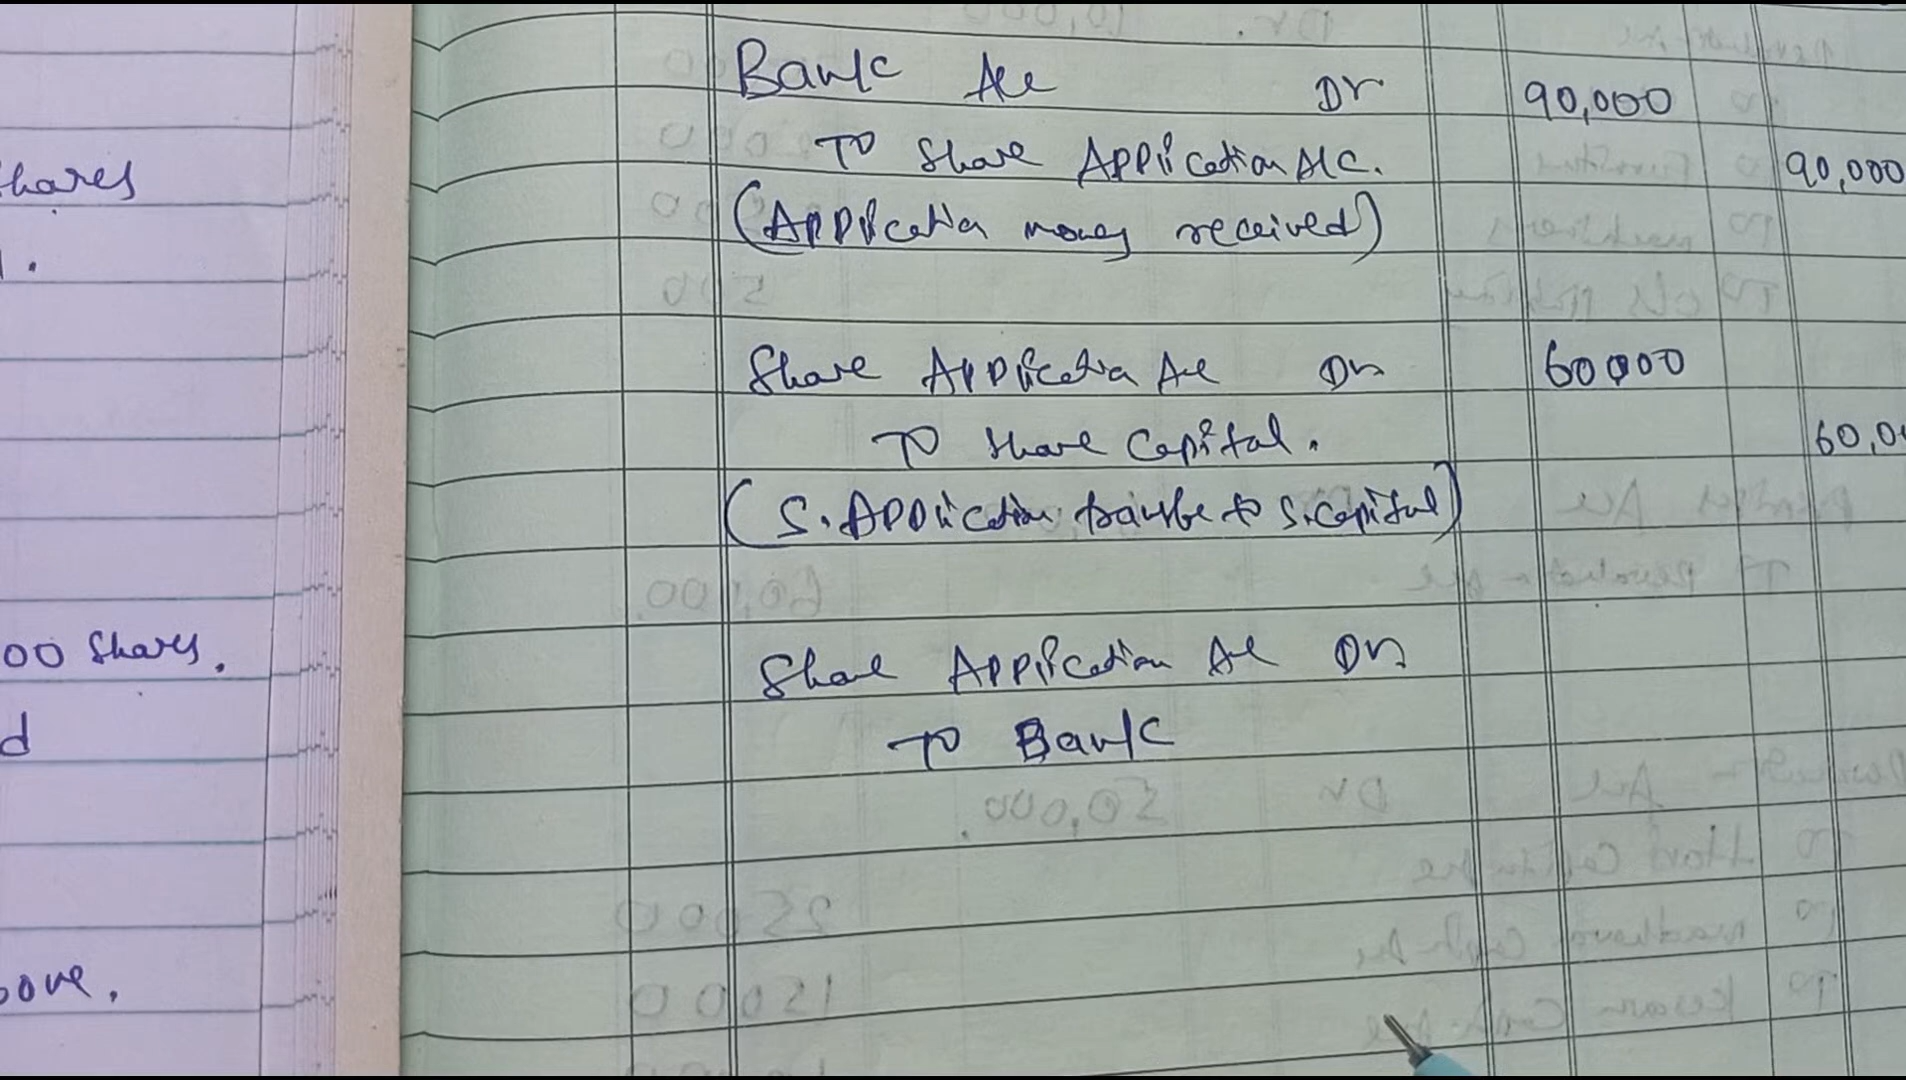 hares
.
00 Shares.
d
ove.
Bank A/c Dr 90,000
To Share Application A/C. 90,000
(Application money received)
Share Application A/c Dr 60000
To Share Capital. 60,0
(S. Application transfe to S. Capital)
Share Application A/c Dr
To Bank